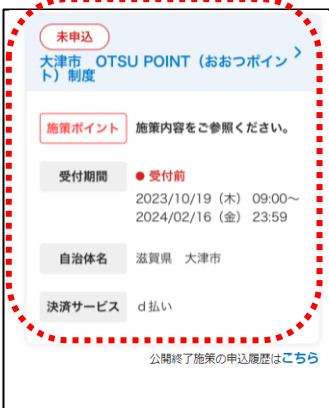 未申込
大津市 OTSU POINT（おおつポイン
ト）制度
施策ポイント 施策内容をご参照ください。
受付期間 ●受付前
2023/10/19（木） 09:00～
2024/02/16（金） 23:59
自治体名 滋賀県 大津市
決済サービス d払い
公開終了施策の申込履歴はこちら